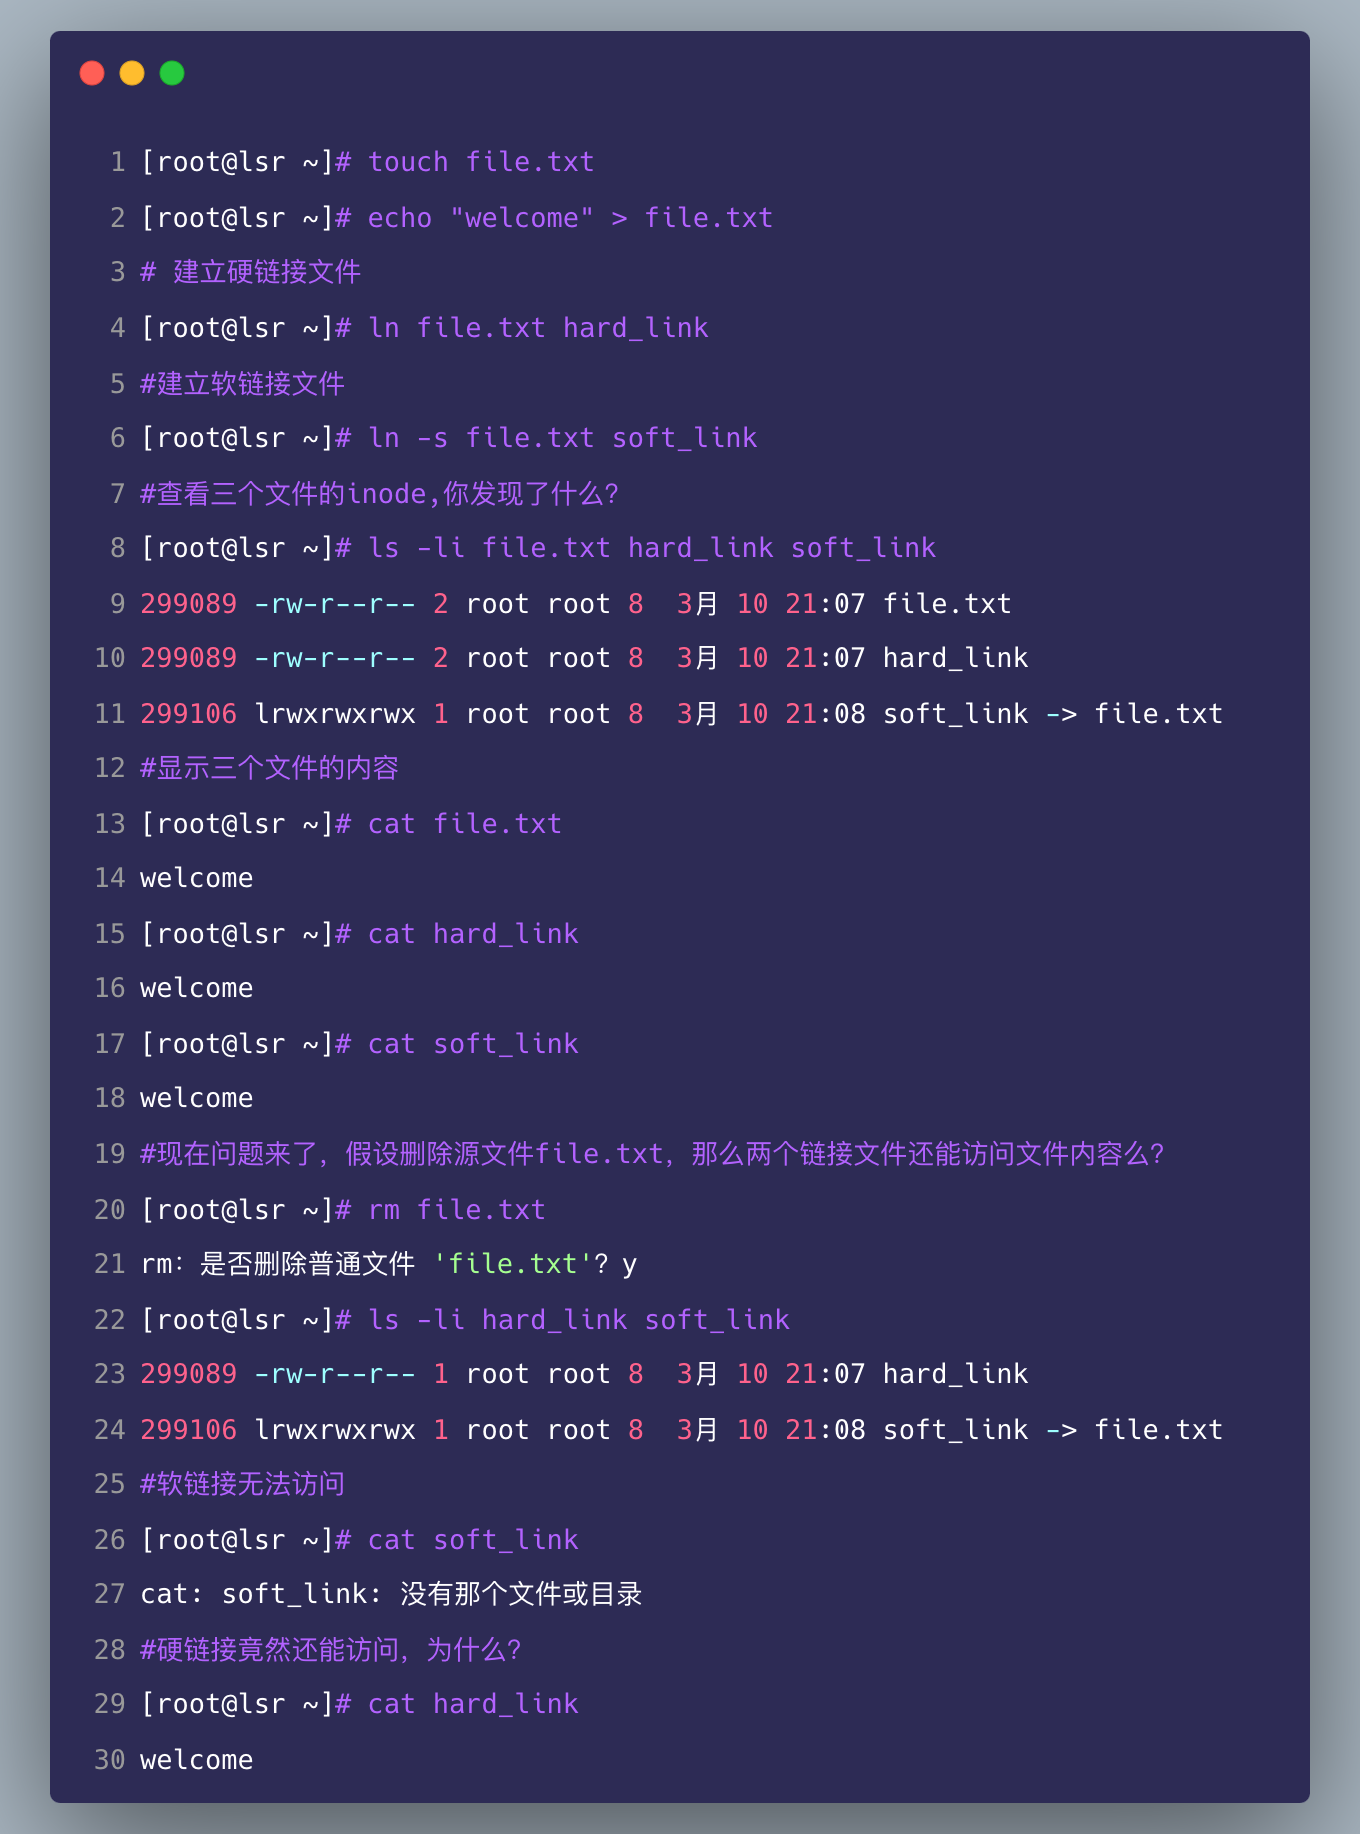 1 [root@lsr ~]# touch file.txt
2 [root@lsr ~]# echo "welcome" > file.txt
3 # 建立硬链接文件
4 [root@lsr ~]# ln file.txt hard_link
5 #建立软链接文件
6 [root@lsr ~]# ln -s file.txt soft_link
7 #查看三个文件的inode,你发现了什么?
8 [root@lsr ~]# ls -li file.txt hard_link soft_link
9 299089 -rw-r--r-- 2 root root 8  3月 10 21:07 file.txt
10 299089 -rw-r--r-- 2 root root 8  3月 10 21:07 hard_link
11 299106 lrwxrwxrwx 1 root root 8  3月 10 21:08 soft_link -> file.txt
12 #显示三个文件的内容
13 [root@lsr ~]# cat file.txt
14 welcome
15 [root@lsr ~]# cat hard_link
16 welcome
17 [root@lsr ~]# cat soft_link
18 welcome
19 #现在问题来了，假设删除源文件file.txt，那么两个链接文件还能访问文件内容么？
20 [root@lsr ~]# rm file.txt
21 rm：是否删除普通文件 'file.txt'？y
22 [root@lsr ~]# ls -li hard_link soft_link
23 299089 -rw-r--r-- 1 root root 8  3月 10 21:07 hard_link
24 299106 lrwxrwxrwx 1 root root 8  3月 10 21:08 soft_link -> file.txt
25 #软链接无法访问
26 [root@lsr ~]# cat soft_link
27 cat: soft_link: 没有那个文件或目录
28 #硬链接竟然还能访问，为什么？
29 [root@lsr ~]# cat hard_link
30 welcome